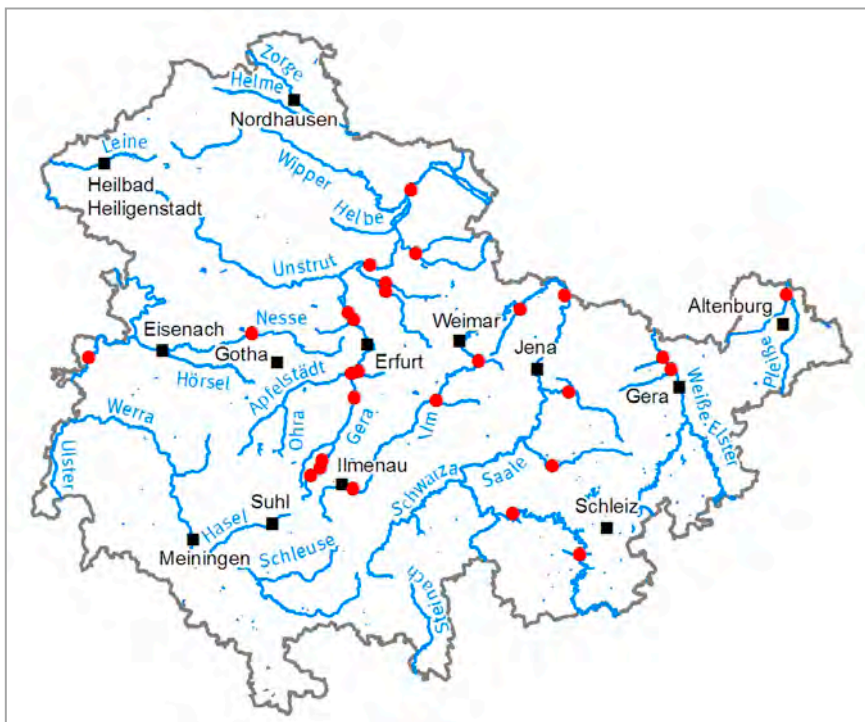 Zorge
Helme
Nordhausen
Leine
Heilbad
Heiligenstadt
Wipper
Helbe
Unstrut
Altenburg
Pleiße
Nesse
Weimar
Eisenach
Gotha
Erfurt
Jena
Hörsel
Apfelstädt
Gera
Weiße-Elster
Werra
Ohra
Gera
Ilm
Ulster
Ilmenau
Schwarza
Saale
Suhl
Schleiz
Hasel
Meiningen
Schleuse
Steinach